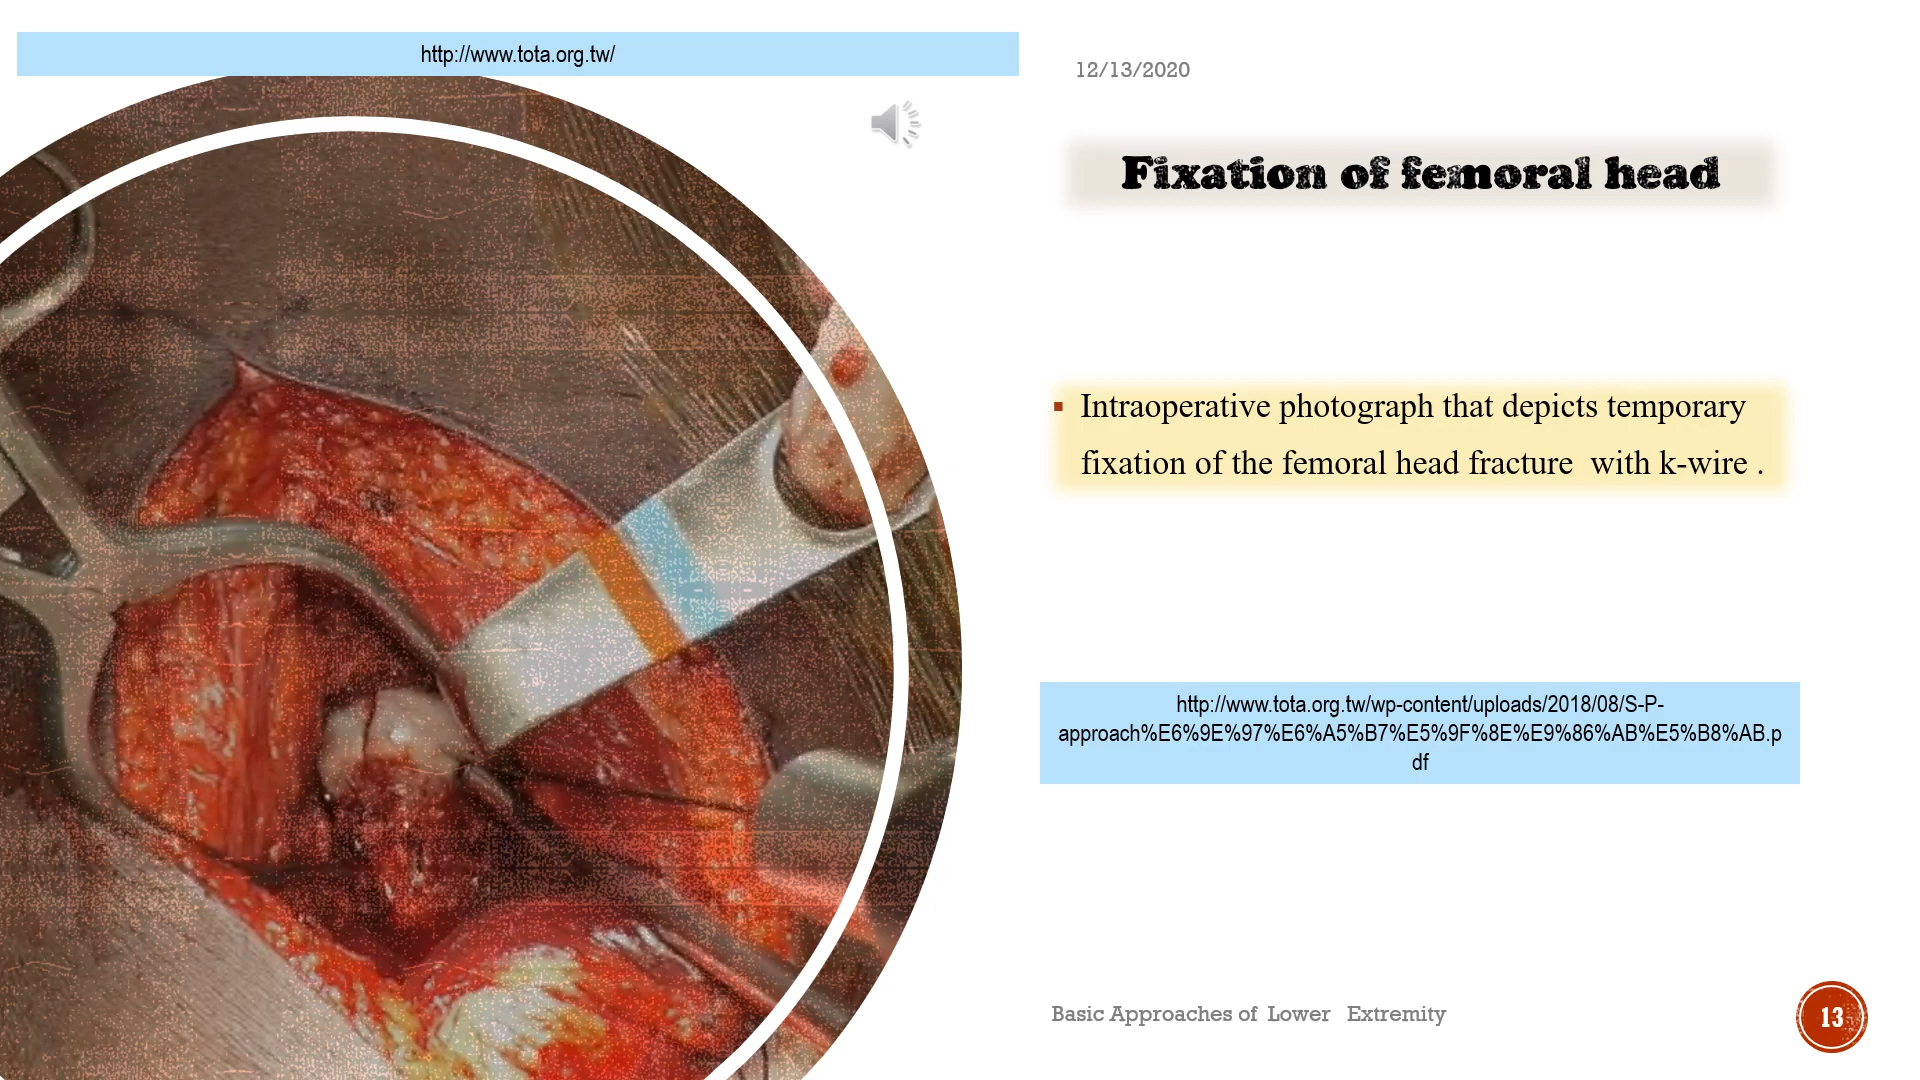 http://www.tota.org.tw/
12/13/2020
Fixation of femoral head
Intraoperative photograph that depicts temporary
fixation of the femoral head fracture  with k-wire .
http://www.tota.org.tw/wp-content/uploads/2018/08/S-P-
approach%E6%9E%97%E6%A5%B7%E5%9F%8E%E9%86%AB%E5%B8%AB.p
df
Basic Approaches of  Lower   Extremity
13